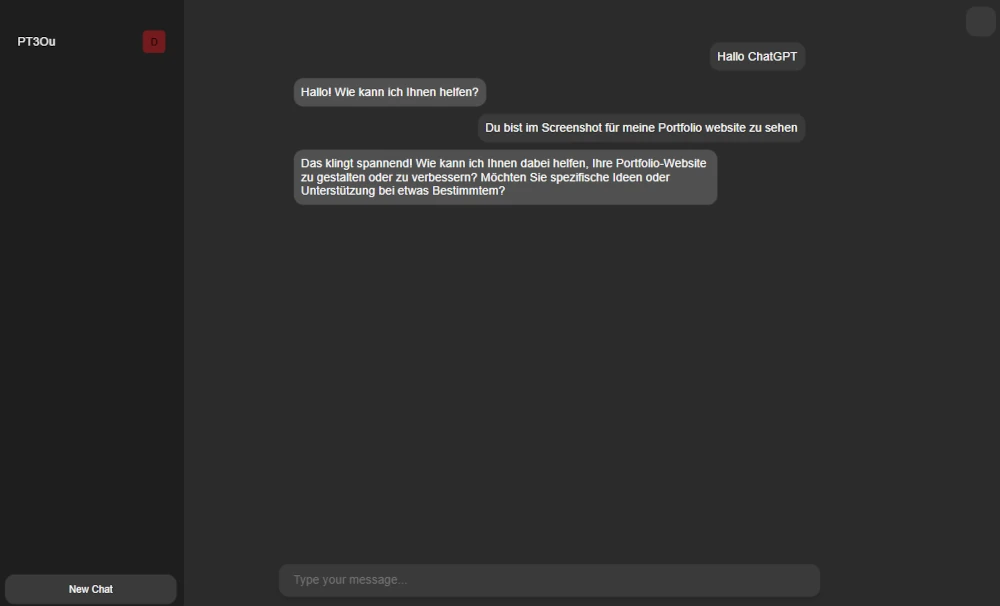 PT3Ou
D
Hallo ChatGPT
Hallo! Wie kann ich Ihnen helfen?
Du bist im Screenshot für meine Portfolio website zu sehen
Das klingt spannend! Wie kann ich Ihnen dabei helfen, Ihre Portfolio-Website
zu gestalten oder zu verbessern? Möchten Sie spezifische Ideen oder
Unterstützung bei etwas Bestimmtem?
Type your message...
New Chat